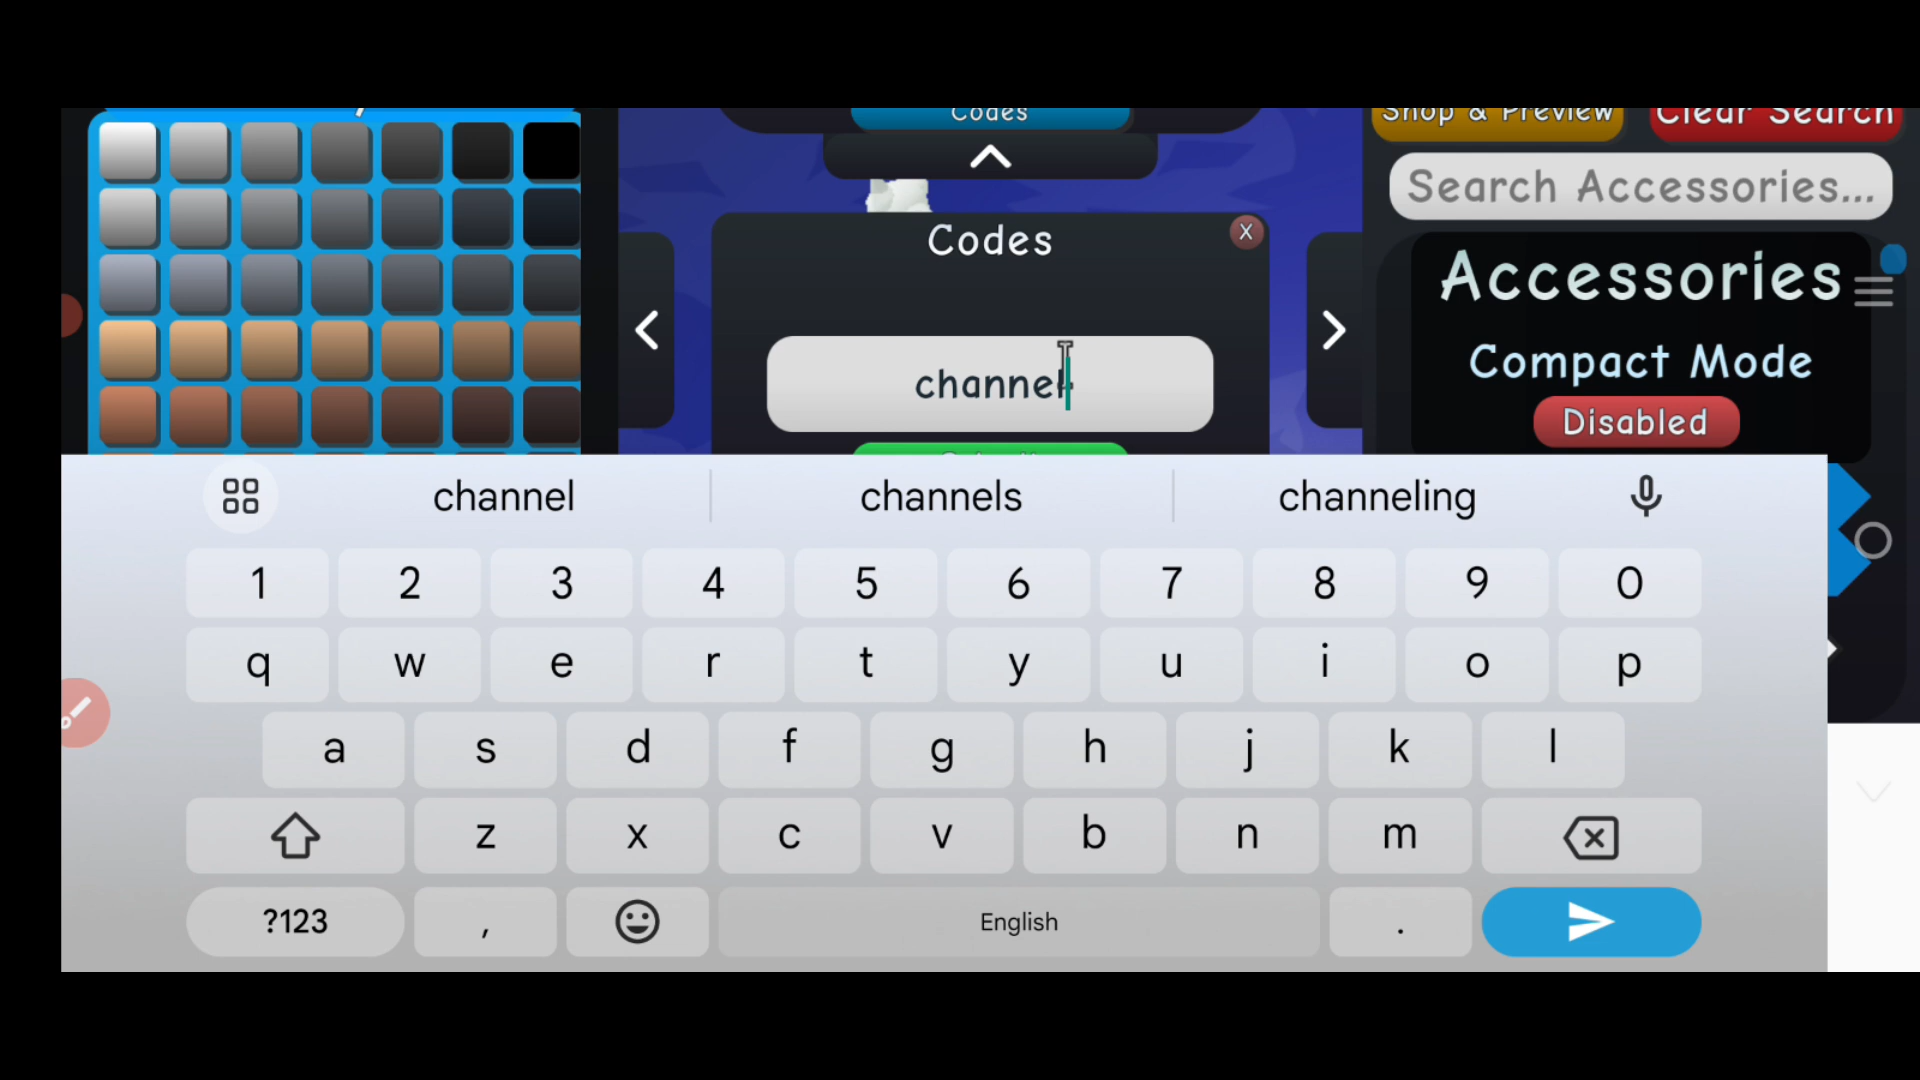 Codes
Shop & Preview
Clear Search
Search Accessories...
Codes
X
Accessories
channel
Compact Mode
Disabled
channel
channels
channeling
1 2 3 4 5 6 7 8 9 0
q w e r t y u i o p
a s d f g h j k l
z x c v b n m
?123 , English .